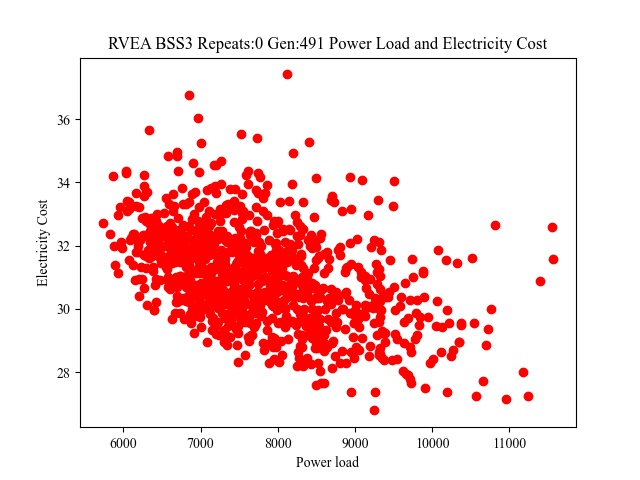 RVEA BSS3 Repeats:0 Gen:491 Power Load and Electricity Cost
36
34
32
30
28
Electricity Cost
6000 7000 8000 9000 10000 11000
Power load